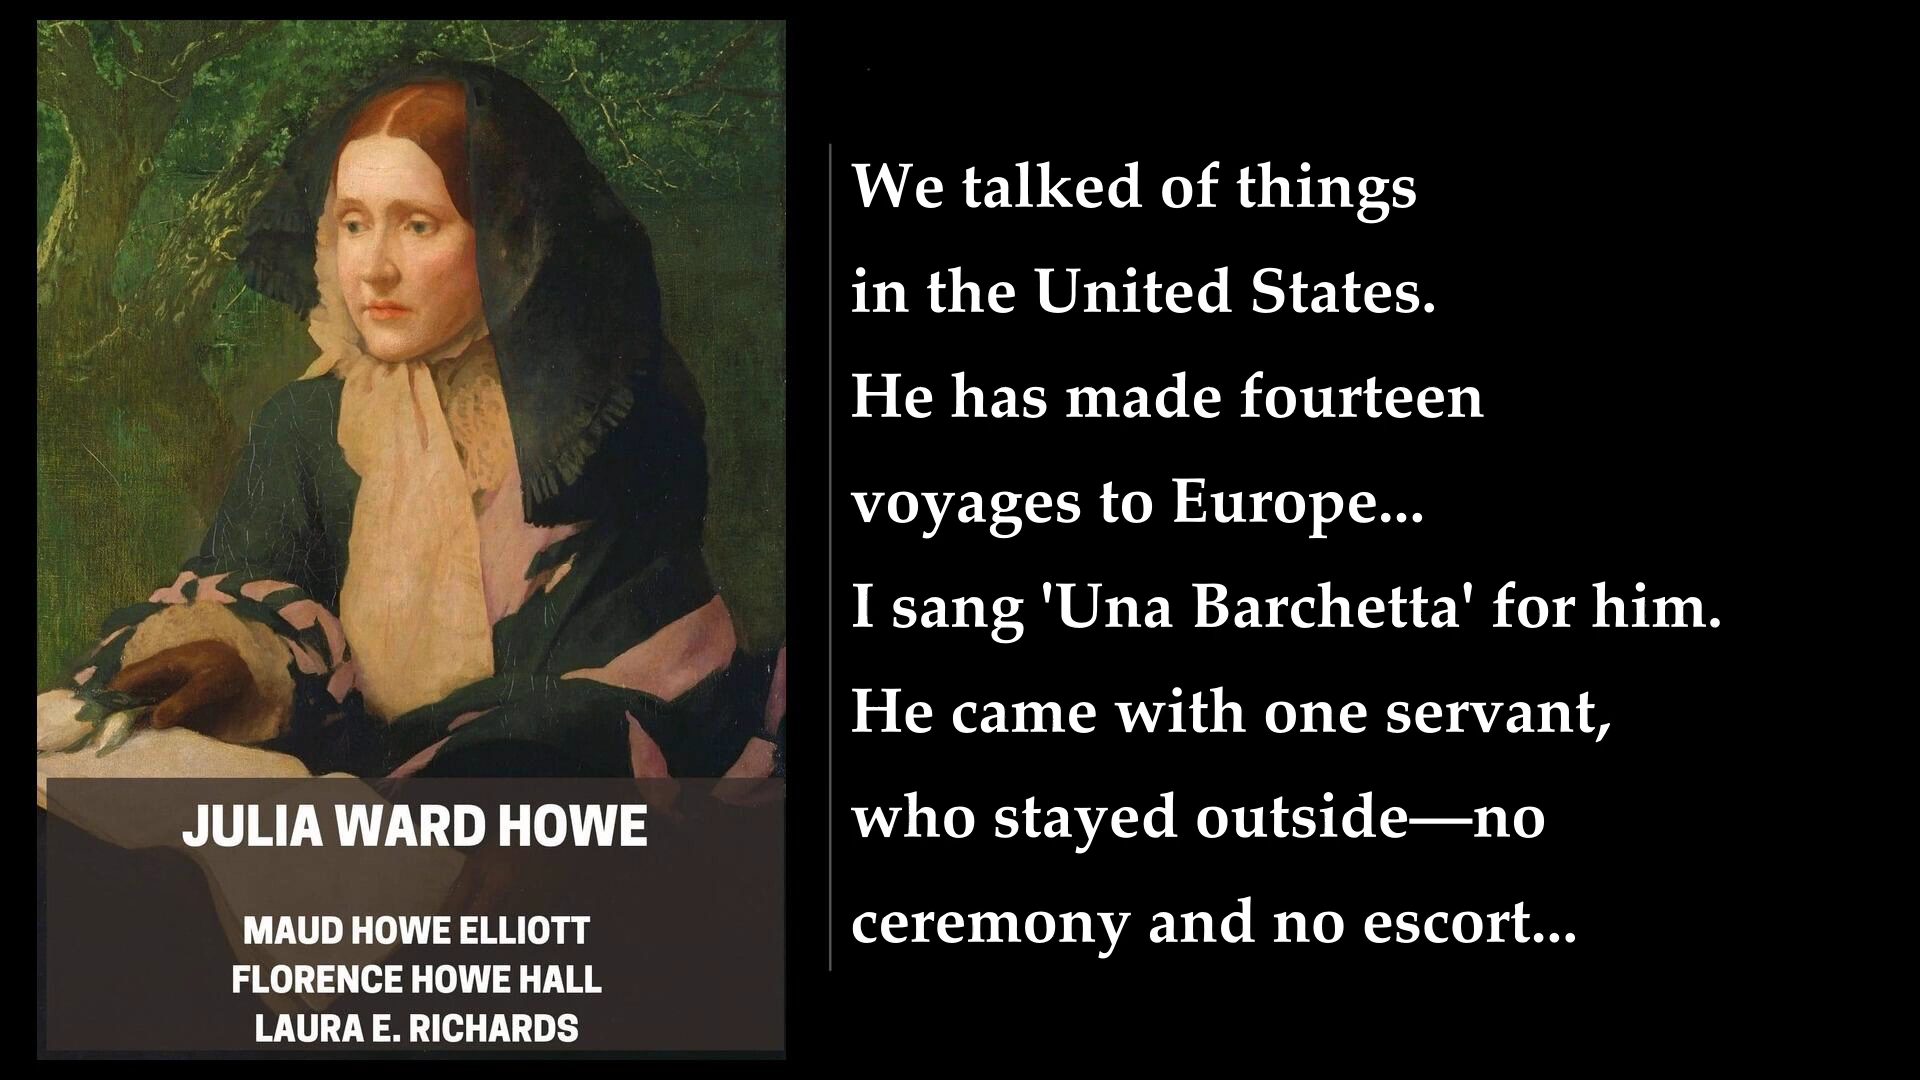 JULIA WARD HOWE
MAUD HOWE ELLIOTT
FLORENCE HOWE HALL
LAURA E. RICHARDS
We talked of things
in the United States.
He has made fourteen
voyages to Europe...
I sang 'Una Barchetta' for him.
He came with one servant,
who stayed outside—no
ceremony and no escort...